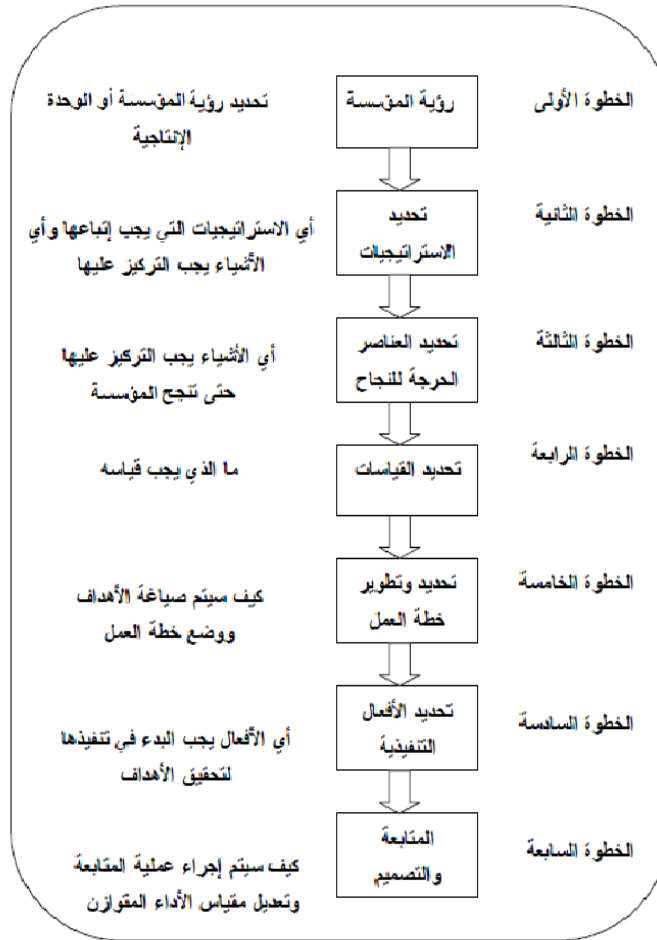 الخطوة الأولى
رؤية المؤسسة
تحديد رؤية المؤسسة أو الوحدة
الإنتاجية
الخطوة الثانية
تحديد
الاستراتيجيات
أي الاستراتيجيات التي يجب إتباعها وأي
الأشياء يجب التركيز عليها
الخطوة الثالثة
تحديد العناصر
الحرجة للنجاح
أي الأشياء يجب التركيز عليها
حتى تنجح المؤسسة
الخطوة الرابعة
تحديد القياسات
ما الذي يجب قياسه
الخطوة الخامسة
تحديد وتطوير
خطة العمل
كيف سيتم صياغة الأهداف
ووضع خطة العمل
الخطوة السادسة
تحديد الأفعال
التنفيذية
أي الأفعال يجب البدء في تنفيذها
لتحقيق الأهداف
الخطوة السابعة
المتابعة
والتصميم
كيف سيتم إجراء عملية المتابعة
وتعديل مقياس الأداء المقوازن